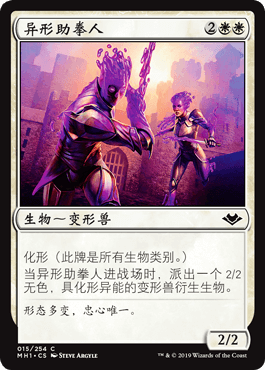 异形助拳人 2
生物～变形兽
化形（此牌是所有生物类别。）
当异形助拳人进战场时，派出一个2/2
无色，具化形异能的变形兽衍生生物。
形态多变，忠心唯一。
015/254 C
MH1·CS Steve Argyle
™ & © 2019 Wizards of the Coast
2/2